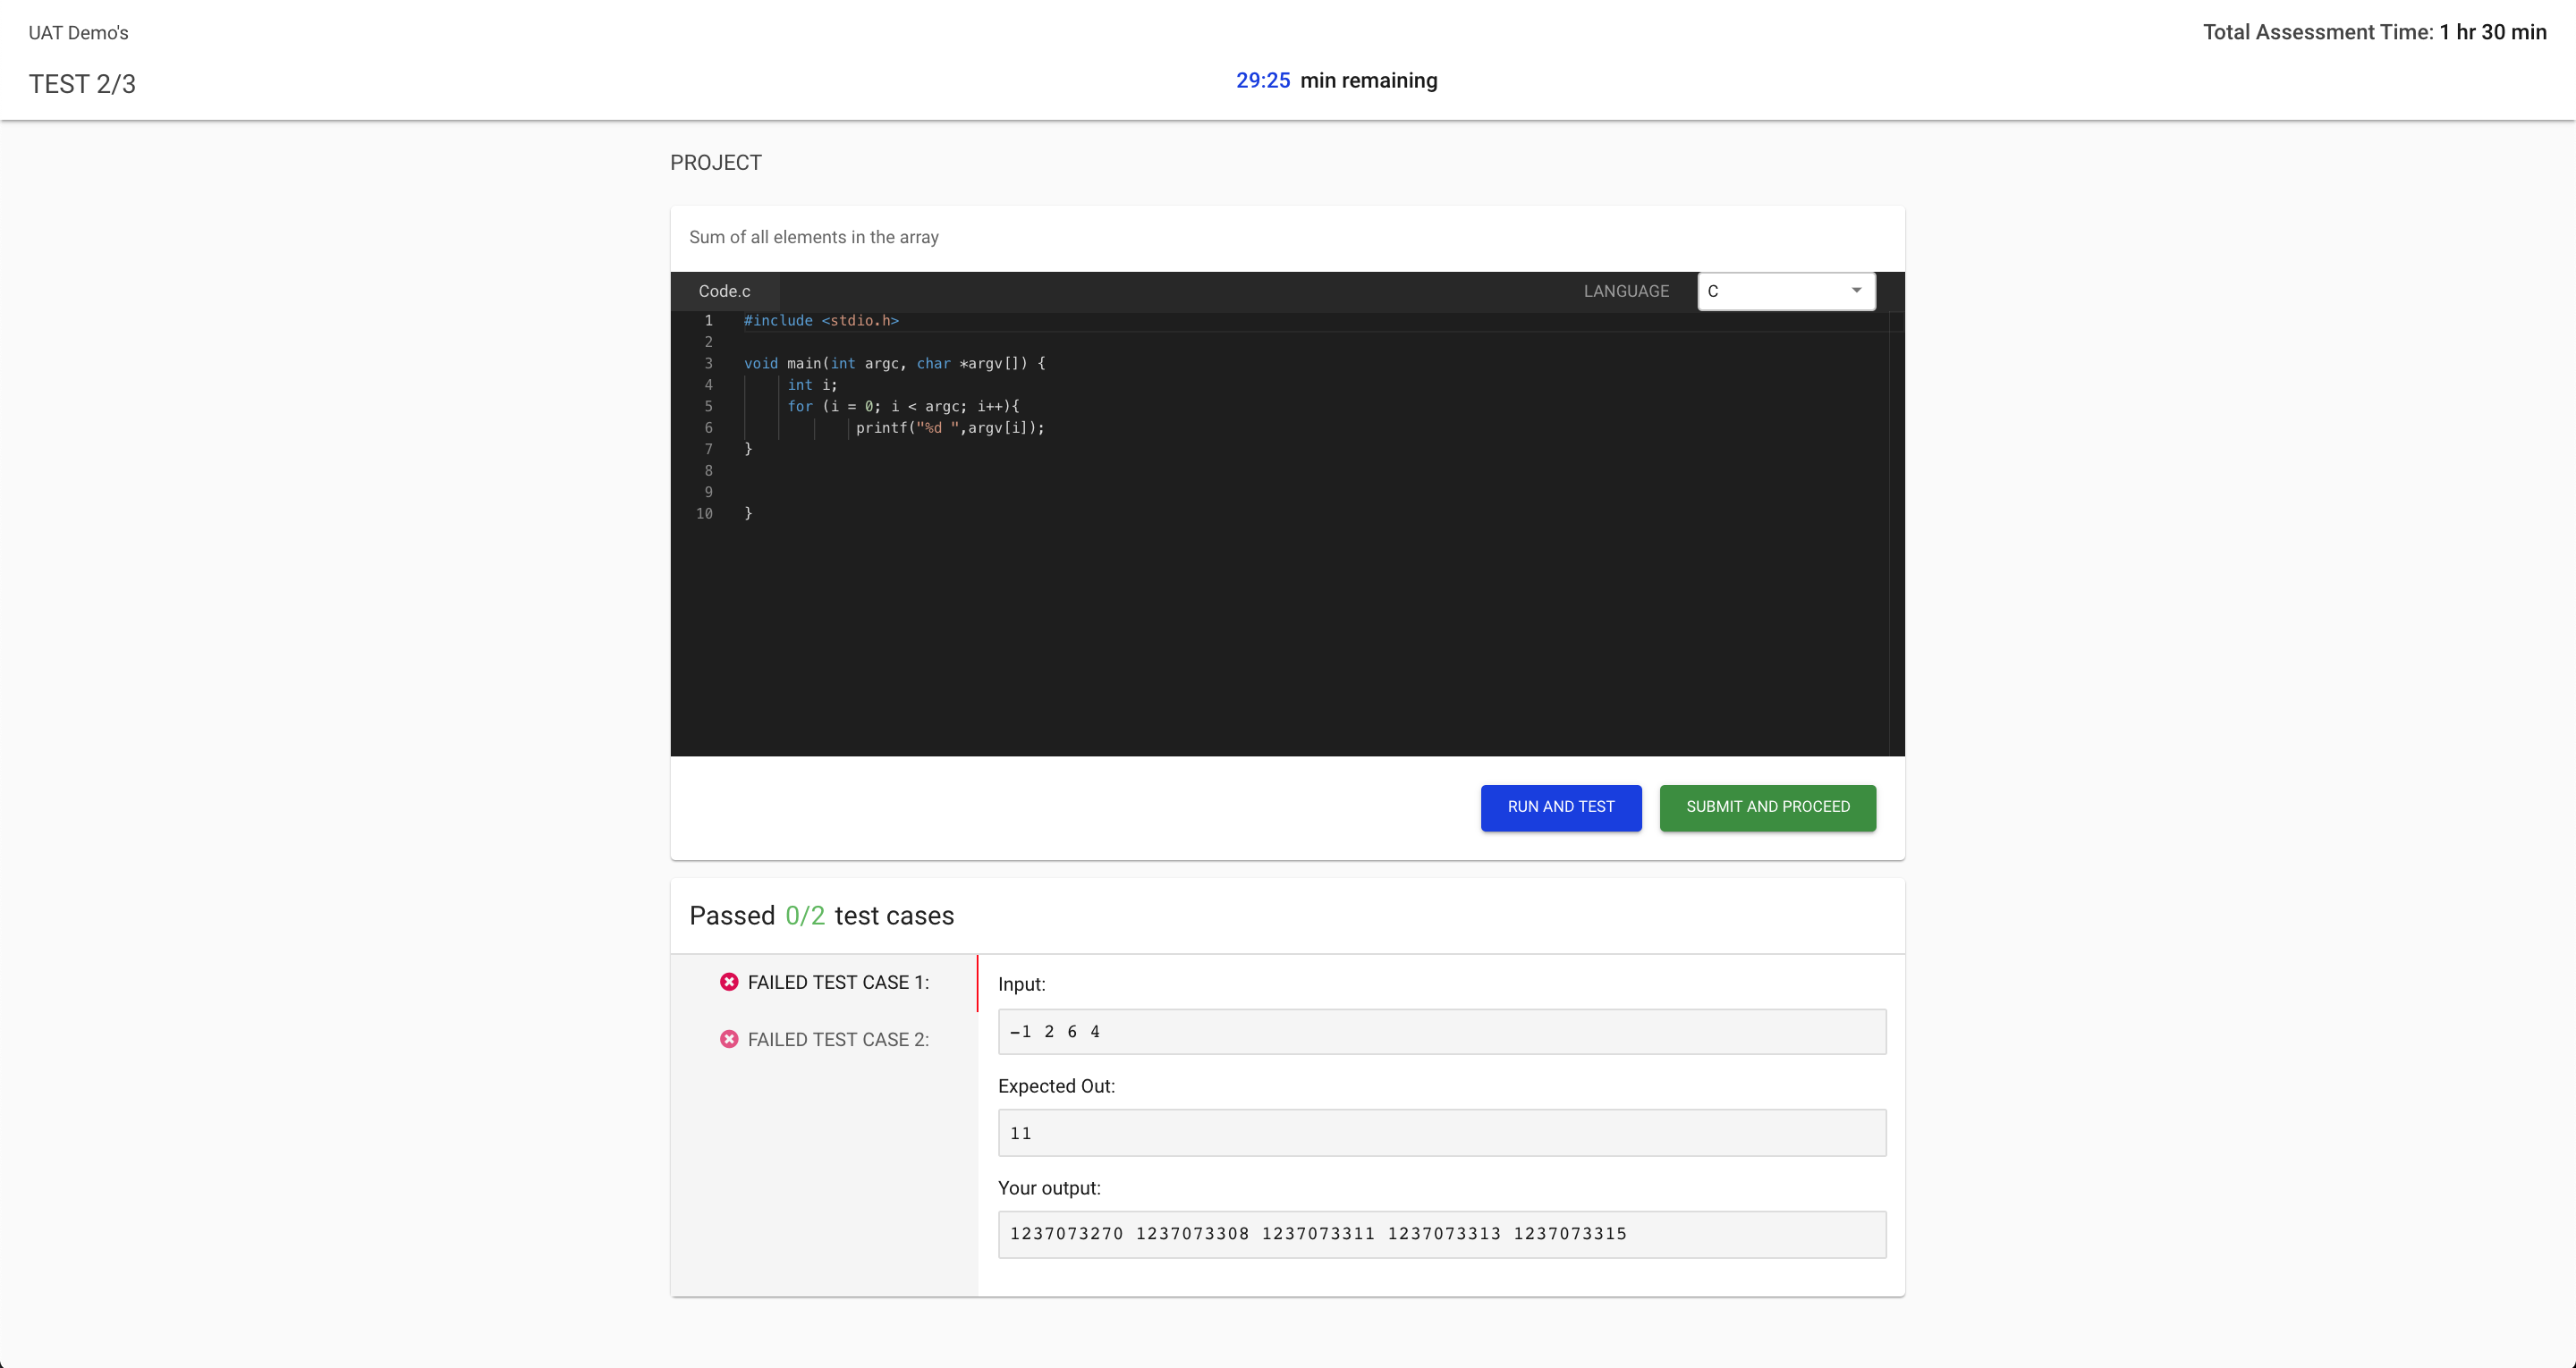 UAT Demo's
Total Assessment Time: 1 hr 30 min
TEST 2/3
29:25 min remaining
PROJECT
Sum of all elements in the array
Code.c
LANGUAGE
C
1 #include <stdio.h>
2
3 void main(int argc, char *argv[]) {
4 int i;
5 for (i = 0; i < argc; i++){
6 printf("%d ",argv[i]);
7 }
8
9
10 }
RUN AND TEST
SUBMIT AND PROCEED
Passed 0/2 test cases
FAILED TEST CASE 1:
FAILED TEST CASE 2:
Input:
-1 2 6 4
Expected Out:
11
Your output:
1237073270 1237073308 1237073311 1237073313 1237073315